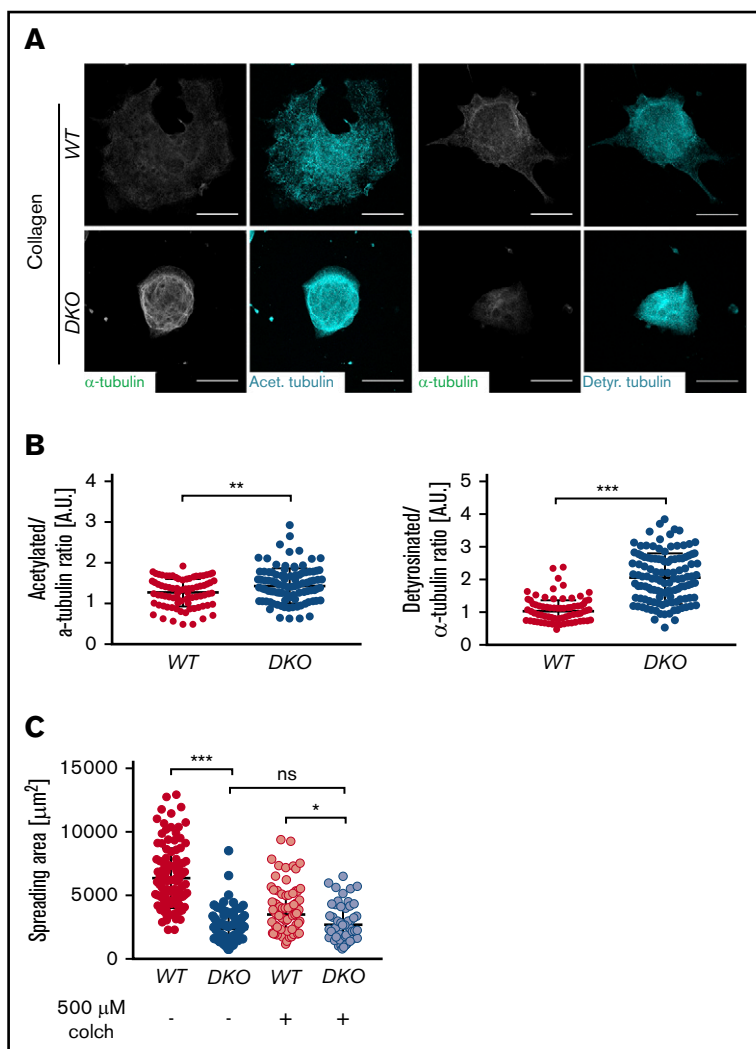 A
Collagen
WT
DKO
α-tubulin
Acet. tubulin
α-tubulin
Detyr. tubulin
B
Acetylated/
a-tubulin ratio [A.U.]
4
3
2
1
0
**
WT
DKO
Detyrosinated/
α-tubulin ratio [A.U.]
5
4
3
2
1
0
***
WT
DKO
C
Spreading area [µm²]
15000
10000
5000
0
***
ns
*
WT
DKO
WT
DKO
500 µM
colch
- - + +